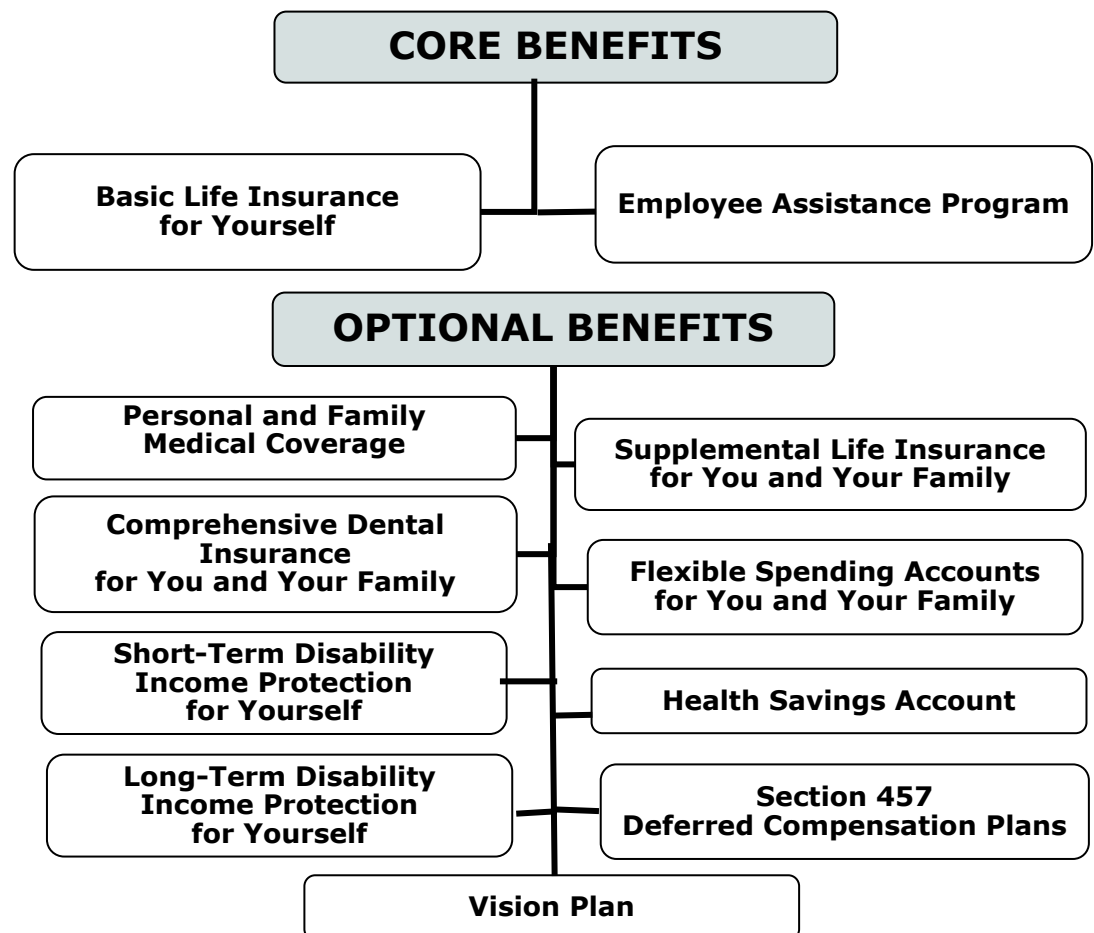 CORE BENEFITS
Basic Life Insurance
for Yourself
Employee Assistance Program
OPTIONAL BENEFITS
Personal and Family
Medical Coverage
Supplemental Life Insurance
for You and Your Family
Comprehensive Dental
Insurance
for You and Your Family
Flexible Spending Accounts
for You and Your Family
Short-Term Disability
Income Protection
for Yourself
Health Savings Account
Long-Term Disability
Income Protection
for Yourself
Section 457
Deferred Compensation Plans
Vision Plan